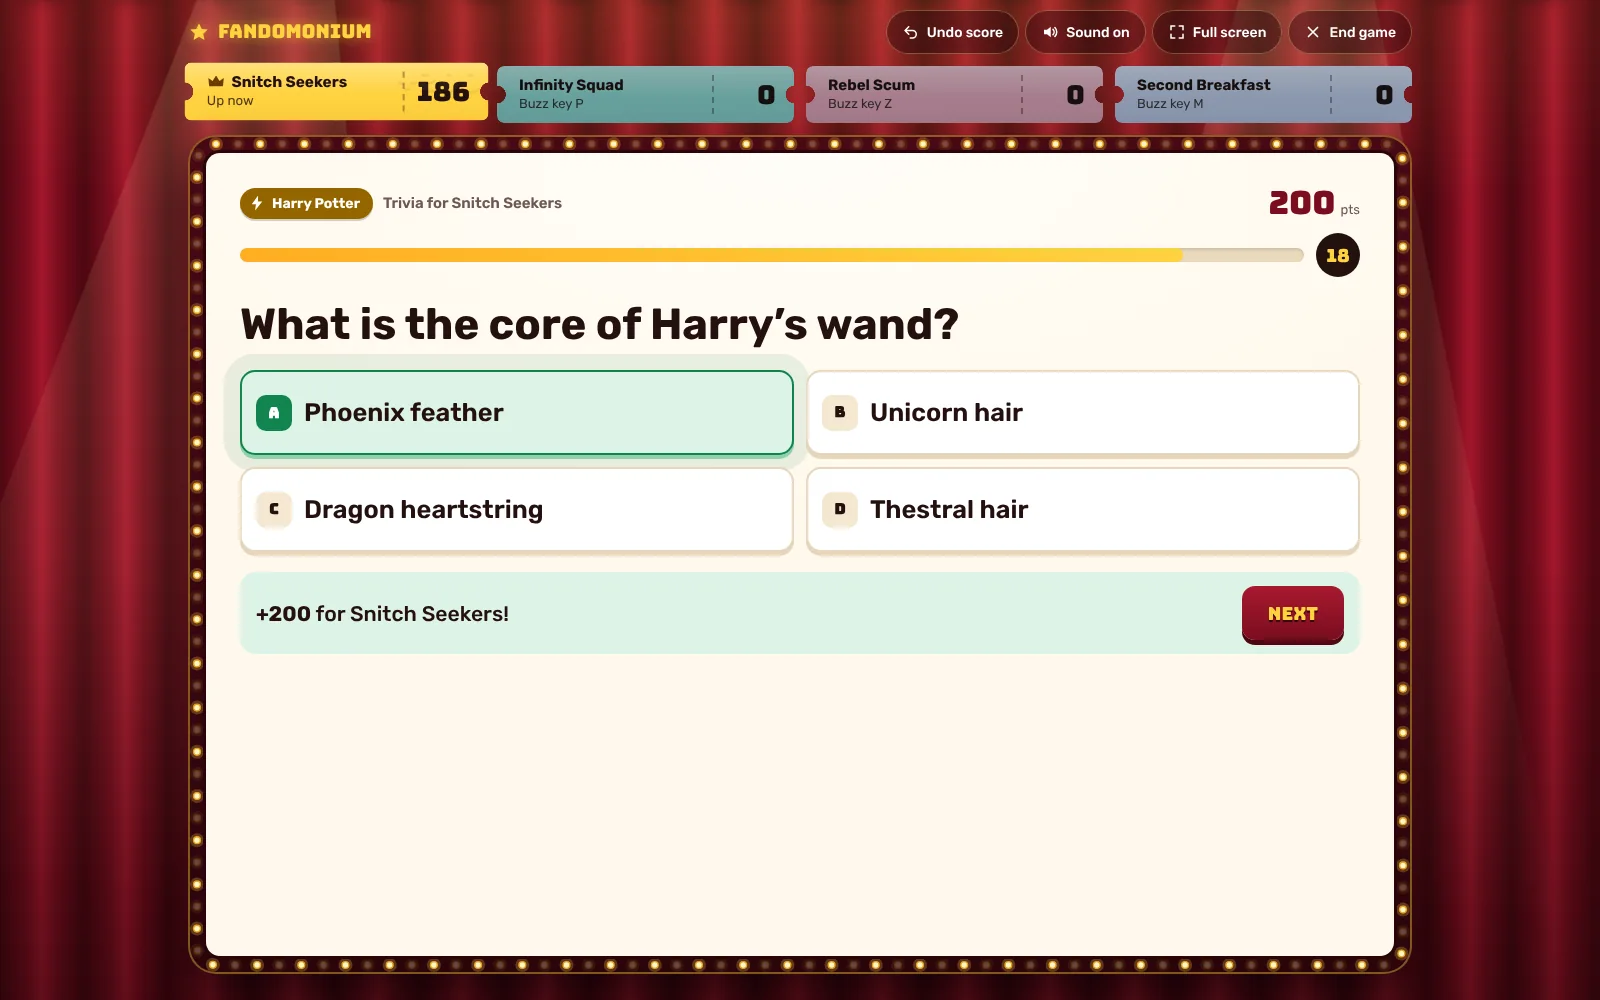 FANDOMONIUM
Undo score
Sound on
Full screen
End game
Snitch Seekers
Up now
186
Infinity Squad
Buzz key P
0
Rebel Scum
Buzz key Z
0
Second Breakfast
Buzz key M
0
Harry Potter
Trivia for Snitch Seekers
200 pts
18
What is the core of Harry’s wand?
A Phoenix feather
B Unicorn hair
C Dragon heartstring
D Thestral hair
+200 for Snitch Seekers!
NEXT